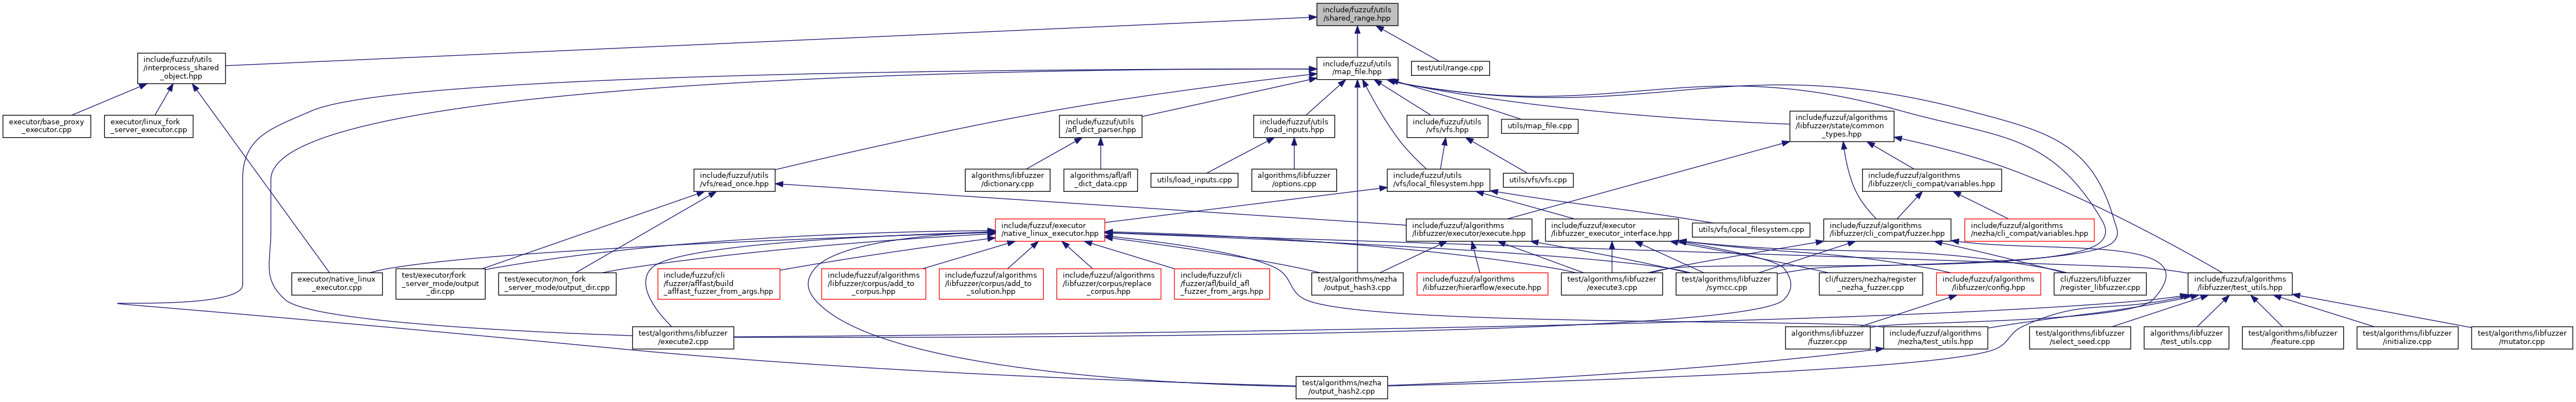 include/fuzzuf/utils
/shared_range.hpp
include/fuzzuf/utils
/interprocess_shared
_object.hpp
include/fuzzuf/utils
/map_file.hpp
test/util/range.cpp
executor/base_proxy
_executor.cpp
executor/linux_fork
_server_executor.cpp
include/fuzzuf/utils
/afl_dict_parser.hpp
include/fuzzuf/utils
/load_inputs.hpp
include/fuzzuf/utils
/vfs/vfs.hpp
utils/map_file.cpp
include/fuzzuf/algorithms
/libfuzzer/state/common
_types.hpp
include/fuzzuf/utils
/vfs/read_once.hpp
algorithms/libfuzzer
/dictionary.cpp
algorithms/afl/afl
_dict_data.cpp
utils/load_inputs.cpp
algorithms/libfuzzer
/options.cpp
include/fuzzuf/utils
/vfs/local_filesystem.hpp
utils/vfs/vfs.cpp
include/fuzzuf/algorithms
/libfuzzer/cli_compat/variables.hpp
include/fuzzuf/executor
/native_linux_executor.hpp
include/fuzzuf/algorithms
/libfuzzer/executor/execute.hpp
include/fuzzuf/executor
/libfuzzer_executor_interface.hpp
utils/vfs/local_filesystem.cpp
include/fuzzuf/algorithms
/libfuzzer/cli_compat/fuzzer.hpp
include/fuzzuf/algorithms
/nezha/cli_compat/variables.hpp
executor/native_linux
_executor.cpp
test/executor/fork
_server_mode/output
_dir.cpp
test/executor/non_fork
_server_mode/output_dir.cpp
include/fuzzuf/cli
/fuzzer/aflfast/build
_aflfast_fuzzer_from_args.hpp
include/fuzzuf/algorithms
/libfuzzer/corpus/add_to
_corpus.hpp
include/fuzzuf/algorithms
/libfuzzer/corpus/add_to
_solution.hpp
include/fuzzuf/algorithms
/libfuzzer/corpus/replace
_corpus.hpp
include/fuzzuf/cli
/fuzzer/afl/build_afl
_fuzzer_from_args.hpp
test/algorithms/nezha
/output_hash3.cpp
include/fuzzuf/algorithms
/libfuzzer/hierarflow/execute.hpp
test/algorithms/libfuzzer
/execute3.cpp
test/algorithms/libfuzzer
/symcc.cpp
cli/fuzzers/nezha/register
_nezha_fuzzer.cpp
include/fuzzuf/algorithms
/libfuzzer/config.hpp
cli/fuzzers/libfuzzer
/register_libfuzzer.cpp
include/fuzzuf/algorithms
/libfuzzer/test_utils.hpp
test/algorithms/libfuzzer
/execute2.cpp
algorithms/libfuzzer
/fuzzer.cpp
include/fuzzuf/algorithms
/nezha/test_utils.hpp
test/algorithms/libfuzzer
/select_seed.cpp
algorithms/libfuzzer
/test_utils.cpp
test/algorithms/libfuzzer
/feature.cpp
test/algorithms/libfuzzer
/initialize.cpp
test/algorithms/libfuzzer
/mutator.cpp
test/algorithms/nezha
/output_hash2.cpp